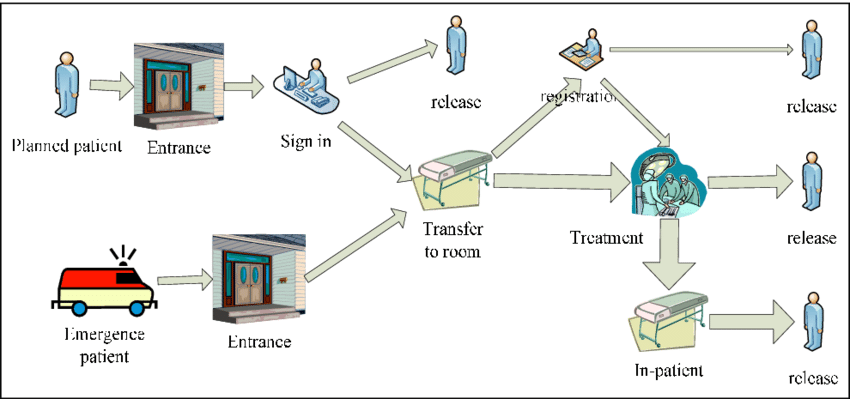 release
registration
release
Planned patient
Entrance
Sign in
Transfer
to room
Treatment
release
Emergence
patient
Entrance
In-patient
release